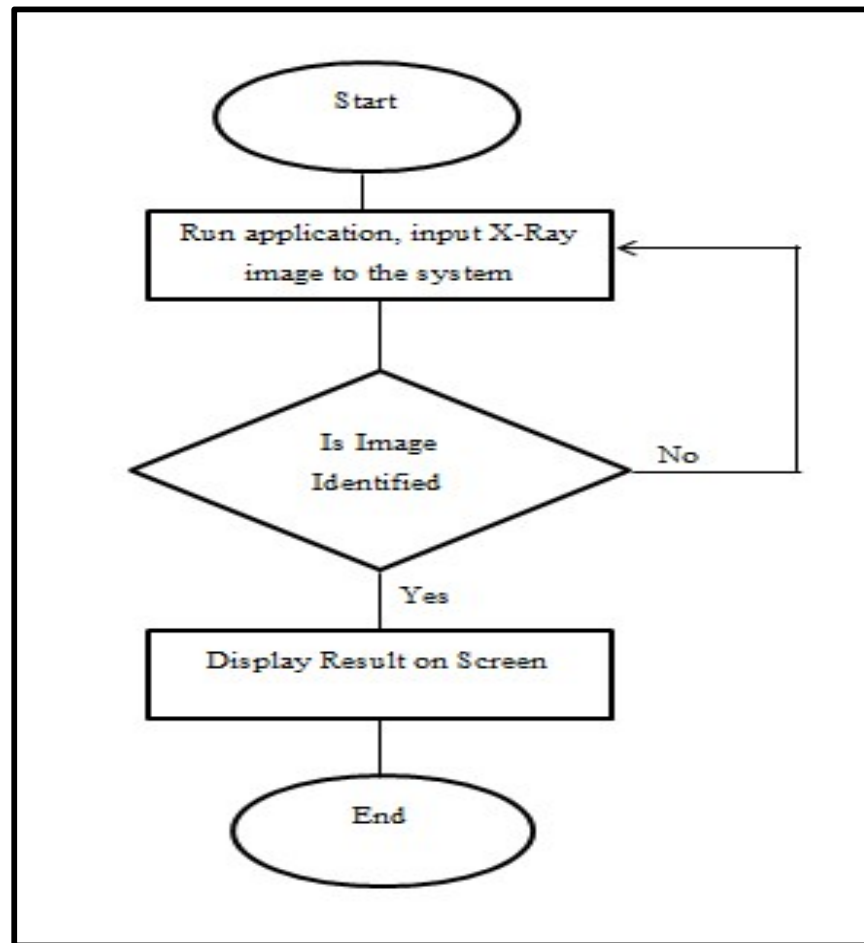 Start
Run application, input X-Ray
image to the system
Is Image
Identified
No
Yes
Display Result on Screen
End